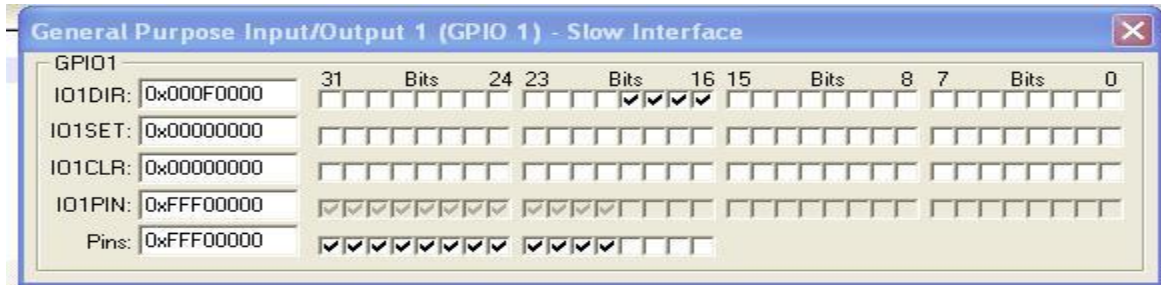 General Purpose Input/Output 1 (GPIO 1) - Slow Interface
GPIO1
31 Bits 24 23 Bits 16 15 Bits 8 7 Bits 0
IO1DIR: 0x000F0000
IO1SET: 0x00000000
IO1CLR: 0x00000000
IO1PIN: 0xFFF00000
Pins: 0xFFF00000